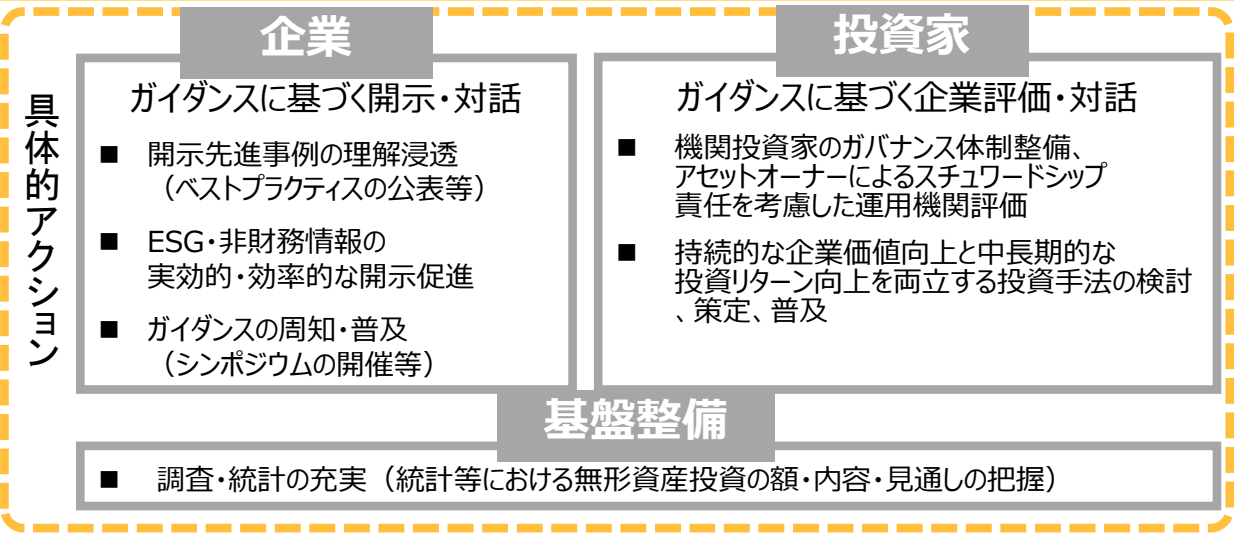 具体的アクション
企業
ガイダンスに基づく開示・対話
■ 開示先進事例の理解浸透
（ベストプラクティスの公表等）
■ ESG・非財務情報の
実効的・効率的な開示促進
■ ガイダンスの周知・普及
（シンポジウムの開催等）
投資家
ガイダンスに基づく企業評価・対話
■ 機関投資家のガバナンス体制整備、
アセットオーナーによるスチュワードシップ
責任を考慮した運用機関評価
■ 持続的な企業価値向上と中長期的な
投資リターン向上を両立する投資手法の検討
、策定、普及
基盤整備
■ 調査・統計の充実（統計等における無形資産投資の額・内容・見通しの把握）